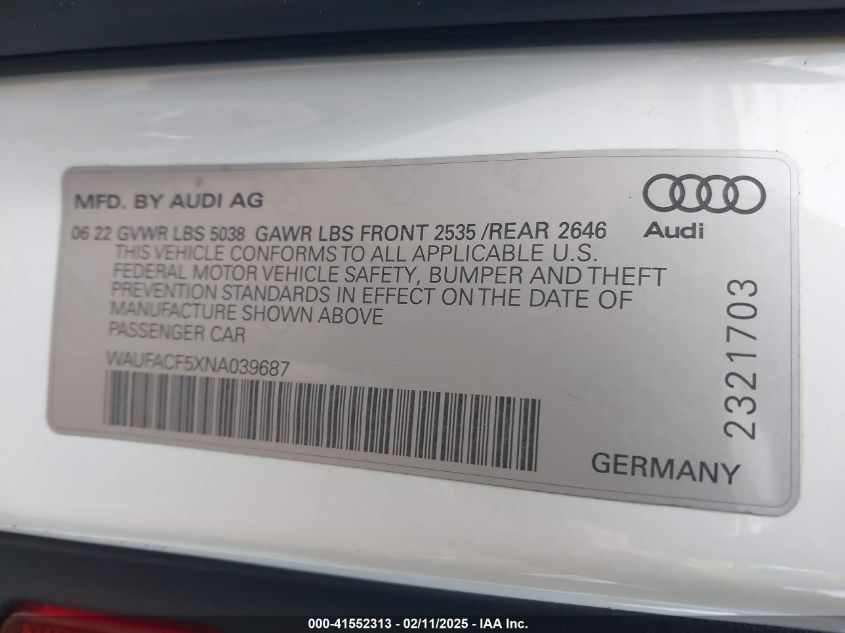 MFD. BY AUDI AG
06 22 GVWR LBS 5038 GAWR LBS FRONT 2535 /REAR 2646
THIS VEHICLE CONFORMS TO ALL APPLICABLE U.S.
FEDERAL MOTOR VEHICLE SAFETY, BUMPER AND THEFT
PREVENTION STANDARDS IN EFFECT ON THE DATE OF
MANUFACTURE SHOWN ABOVE
PASSENGER CAR
WAUFACF5XNA039687
Audi
2321703
GERMANY
000-41552313 - 02/11/2025 - IAA Inc.